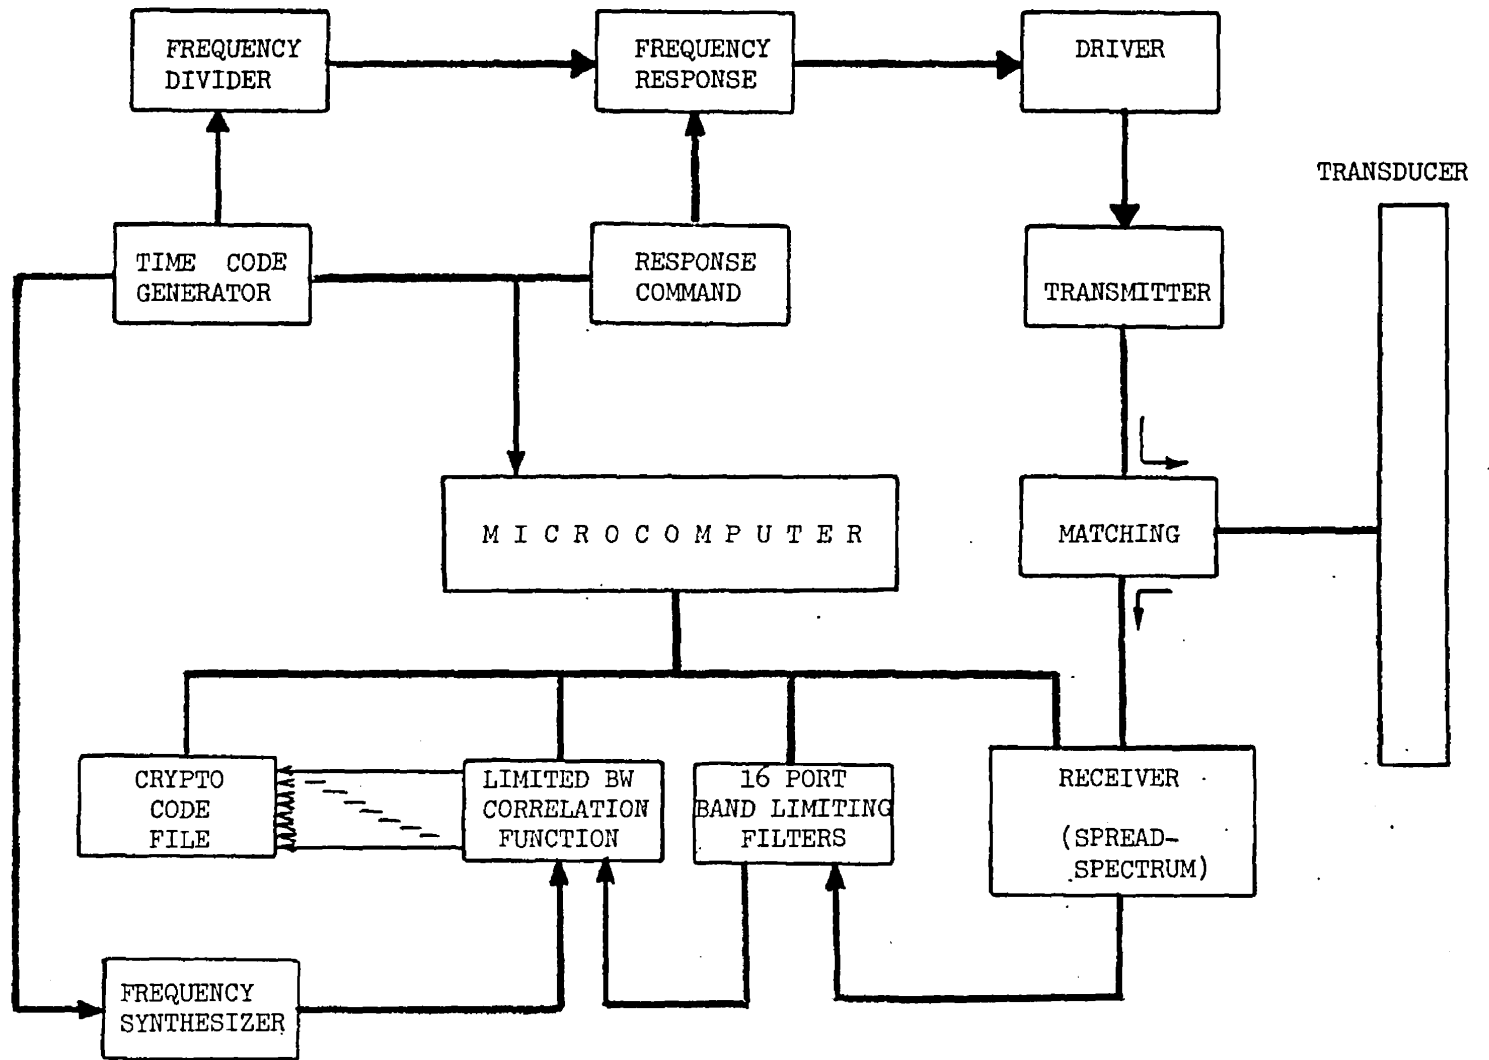 FREQUENCY
DIVIDER
FREQUENCY
RESPONSE
DRIVER
TRANSDUCER
TIME CODE
GENERATOR
RESPONSE
COMMAND
TRANSMITTER
MICROCOMPUTER
MATCHING
CRYPTO
CODE
FILE
LIMITED BW
CORRELATION
FUNCTION
16 PORT
BAND LIMITING
FILTERS
RECEIVER
(SPREAD-
SPECTRUM)
FREQUENCY
SYNTHESIZER